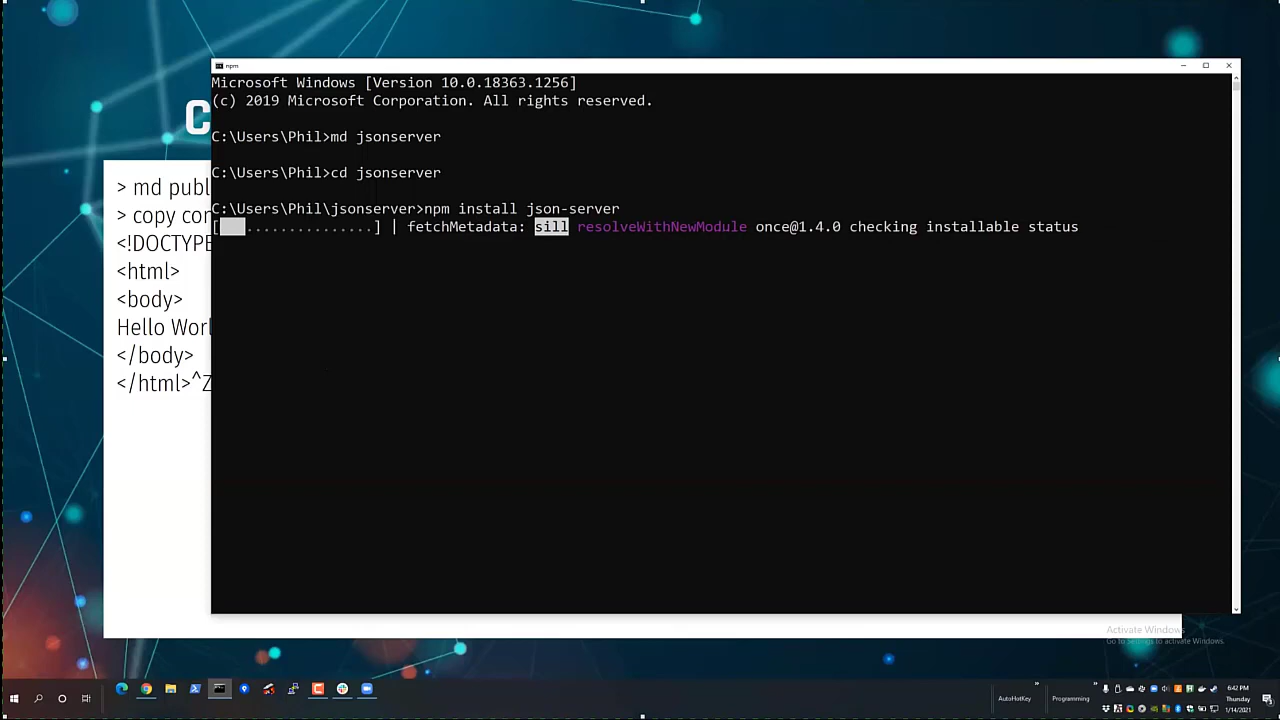 npm
Microsoft Windows [Version 10.0.18363.1256]
(c) 2019 Microsoft Corporation. All rights reserved.
C:\Users\Phil>md jsonserver
C:\Users\Phil>cd jsonserver
C:\Users\Phil\jsonserver>npm install json-server
[ ...............] | fetchMetadata: sill resolveWithNewModule once@1.4.0 checking installable status
C
> md publ
> copy con
<!DOCTYPE
<html>
<body>
Hello Worl
</body>
</html>^Z
Activate Windows
Go to Settings to activate Windows.
AutoHotKey
Programming
6:42 PM
Thursday
1/14/2021